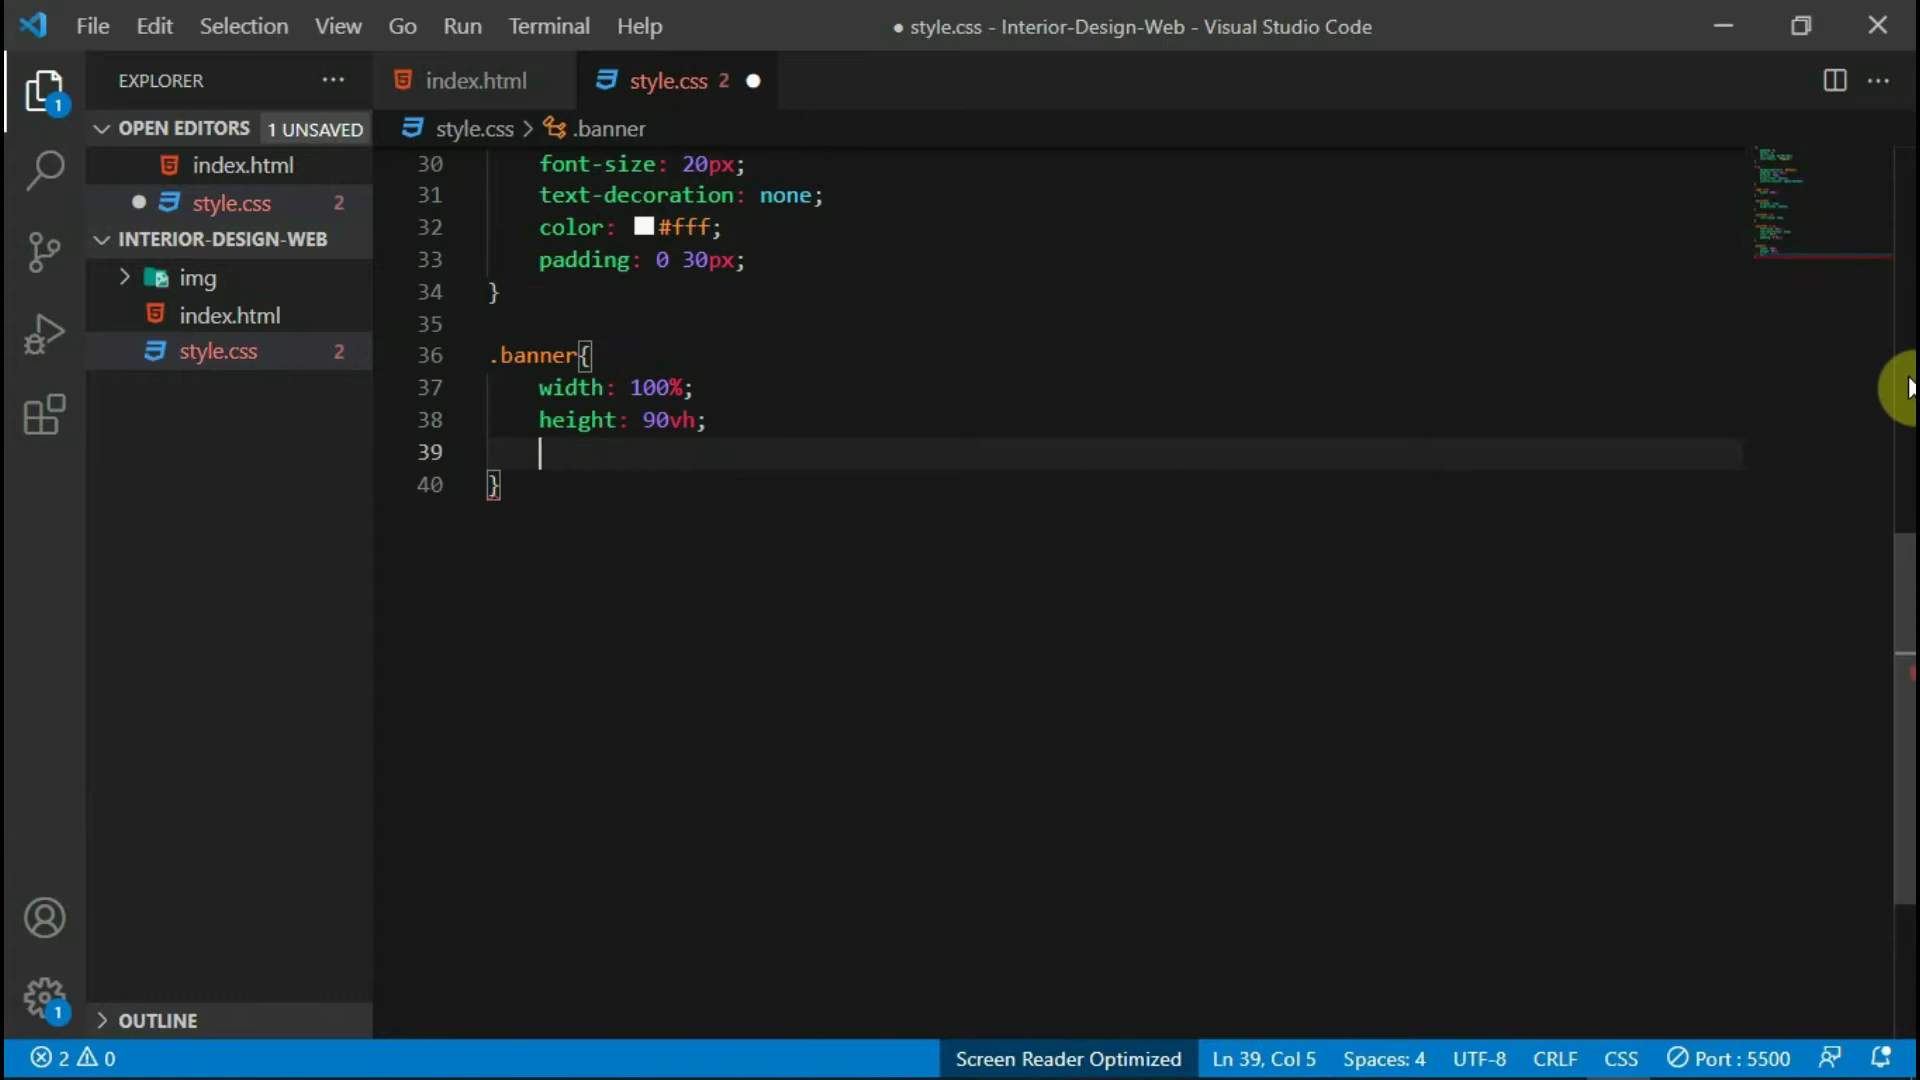 File Edit Selection View Go Run Terminal Help
● style.css - Interior-Design-Web - Visual Studio Code
EXPLORER
index.html
style.css 2
1
OPEN EDITORS 1 UNSAVED
style.css > .banner
index.html
style.css 2
INTERIOR-DESIGN-WEB
img
index.html
style.css 2
30 font-size: 20px;
31 text-decoration: none;
32 color: #fff;
33 padding: 0 30px;
34 }
35
36 .banner{
37 width: 100%;
38 height: 90vh;
39
40 }
1
OUTLINE
2 0
Screen Reader Optimized
Ln 39, Col 5
Spaces: 4
UTF-8
CRLF
CSS
Port : 5500